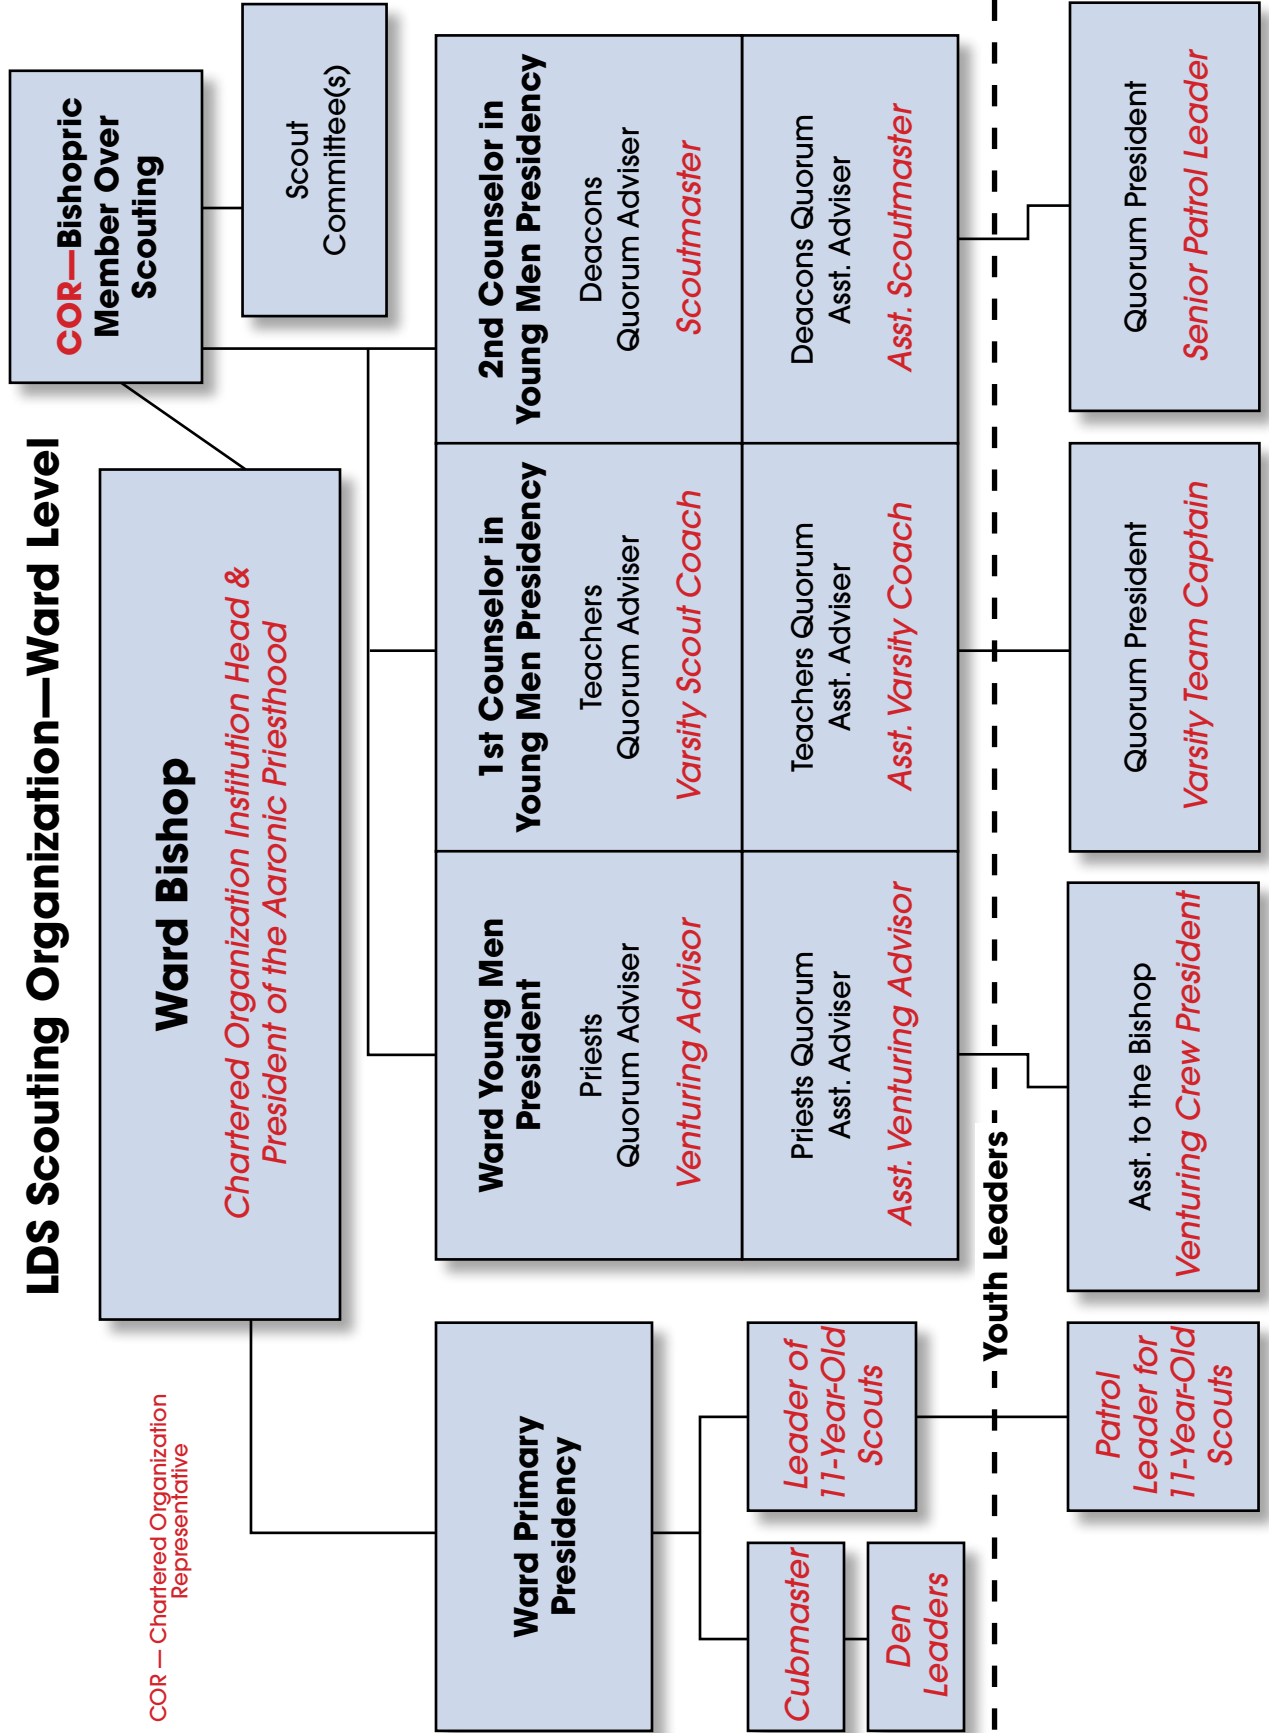 LDS Scouting Organization—Ward Level
COR — Chartered Organization
Representative
Ward Bishop
Chartered Organization Institution Head &
President of the Aaronic Priesthood
COR—Bishopric
Member Over
Scouting
Scout
Committee(s)
Ward Primary
Presidency
Cubmaster
Den
Leaders
Leader of
11-Year-Old
Scouts
Ward Young Men
President
Priests
Quorum Adviser
Venturing Advisor
Priests Quorum
Asst. Adviser
Asst. Venturing Advisor
1st Counselor in
Young Men Presidency
Teachers
Quorum Adviser
Varsity Scout Coach
Teachers Quorum
Asst. Adviser
Asst. Varsity Coach
2nd Counselor in
Young Men Presidency
Deacons
Quorum Adviser
Scoutmaster
Deacons Quorum
Asst. Adviser
Asst. Scoutmaster
Youth Leaders
Patrol
Leader for
11-Year-Old
Scouts
Asst. to the Bishop
Venturing Crew President
Quorum President
Varsity Team Captain
Quorum President
Senior Patrol Leader